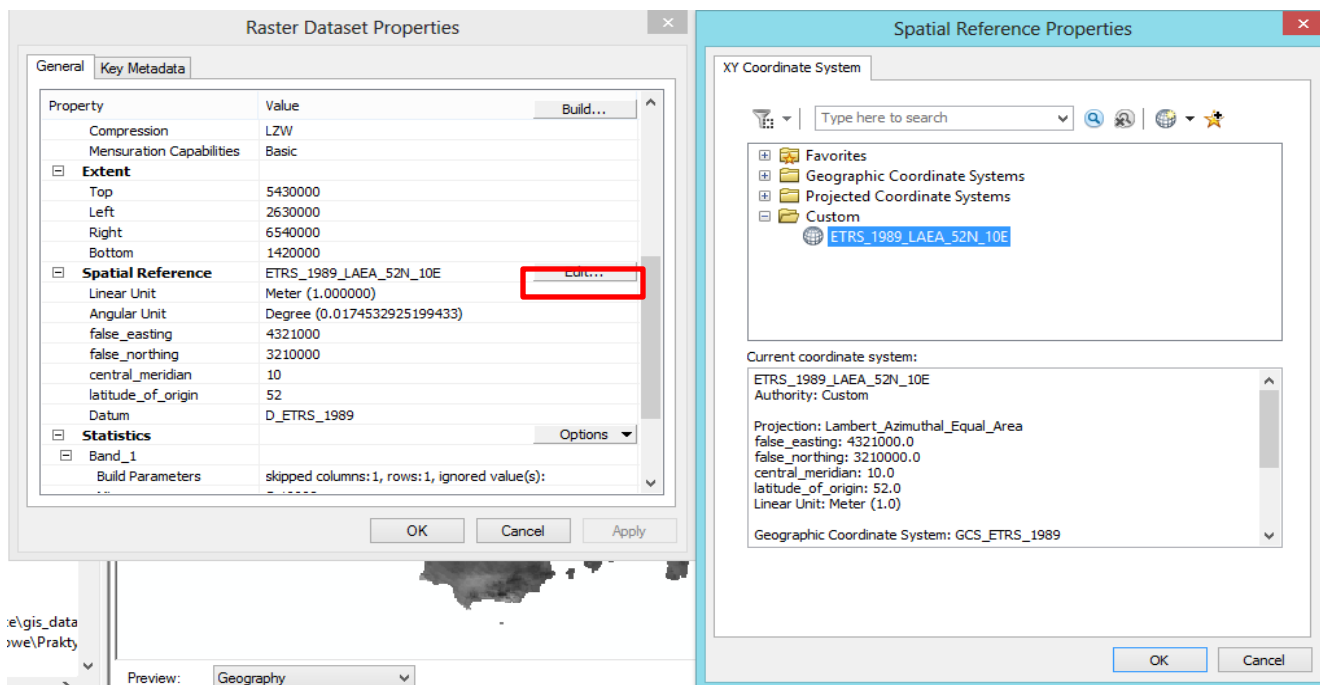 Raster Dataset Properties
General Key Metadata
Property Value Build...
Compression LZW
Mensuration Capabilities Basic
Extent
Top 5430000
Left 2630000
Right 6540000
Bottom 1420000
Spatial Reference ETRS_1989_LAEA_52N_10E Edit...
Linear Unit Meter (1.000000)
Angular Unit Degree (0.0174532925199433)
false_easting 4321000
false_northing 3210000
central_meridian 10
latitude_of_origin 52
Datum D_ETRS_1989
Statistics Options
Band_1
Build Parameters skipped columns:1, rows:1, ignored value(s):
OK Cancel Apply
e\gis_data
owe\Prakty
Preview: Geography
Spatial Reference Properties
XY Coordinate System
Type here to search
Favorites
Geographic Coordinate Systems
Projected Coordinate Systems
Custom
ETRS_1989_LAEA_52N_10E
Current coordinate system:
ETRS_1989_LAEA_52N_10E
Authority: Custom
Projection: Lambert_Azimuthal_Equal_Area
false_easting: 4321000.0
false_northing: 3210000.0
central_meridian: 10.0
latitude_of_origin: 52.0
Linear Unit: Meter (1.0)
Geographic Coordinate System: GCS_ETRS_1989
OK Cancel